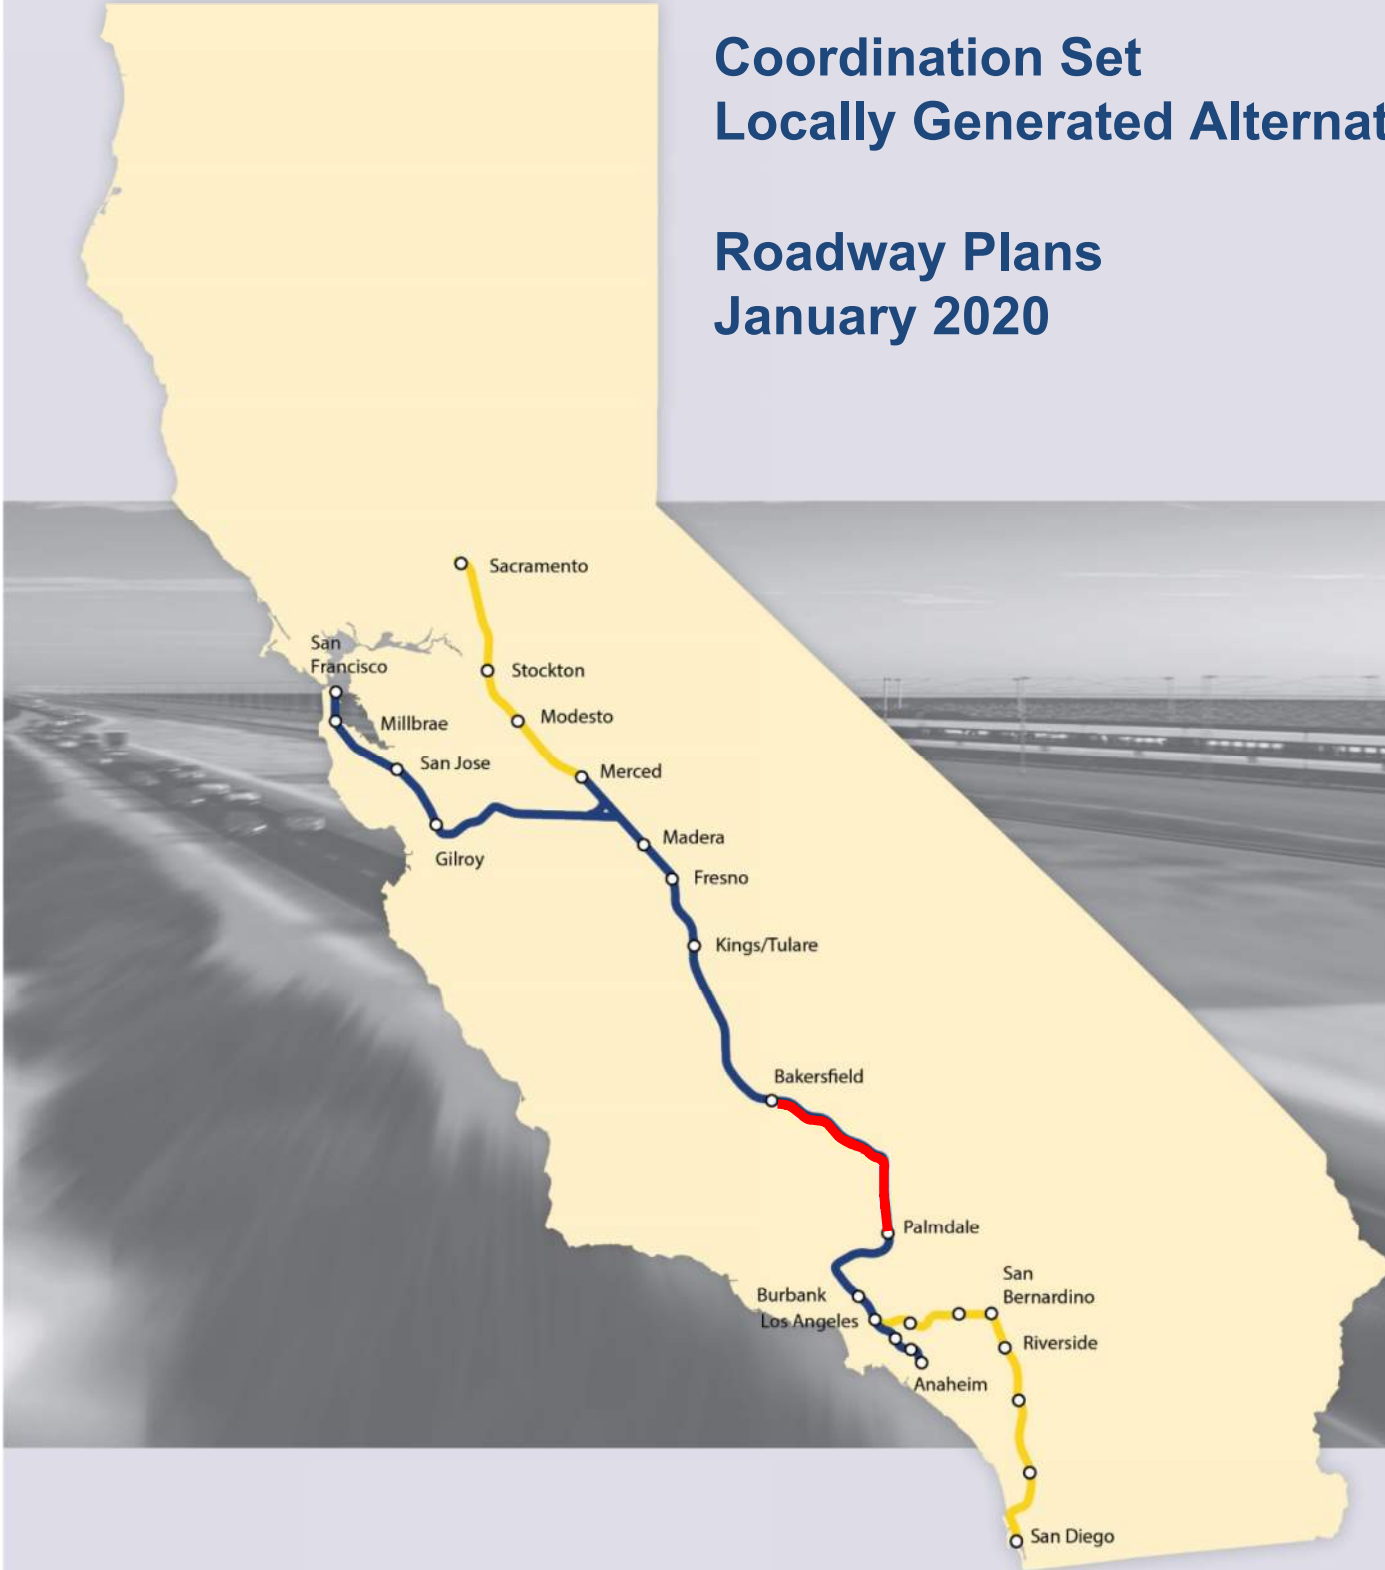 Coordination Set
Locally Generated Alternat
Roadway Plans
January 2020
Sacramento
San
Francisco
Stockton
Millbrae
Modesto
San Jose
Merced
Gilroy
Madera
Fresno
Kings/Tulare
Bakersfield
Palmdale
Burbank
San
Bernardino
Los Angeles
Riverside
Anaheim
San Diego